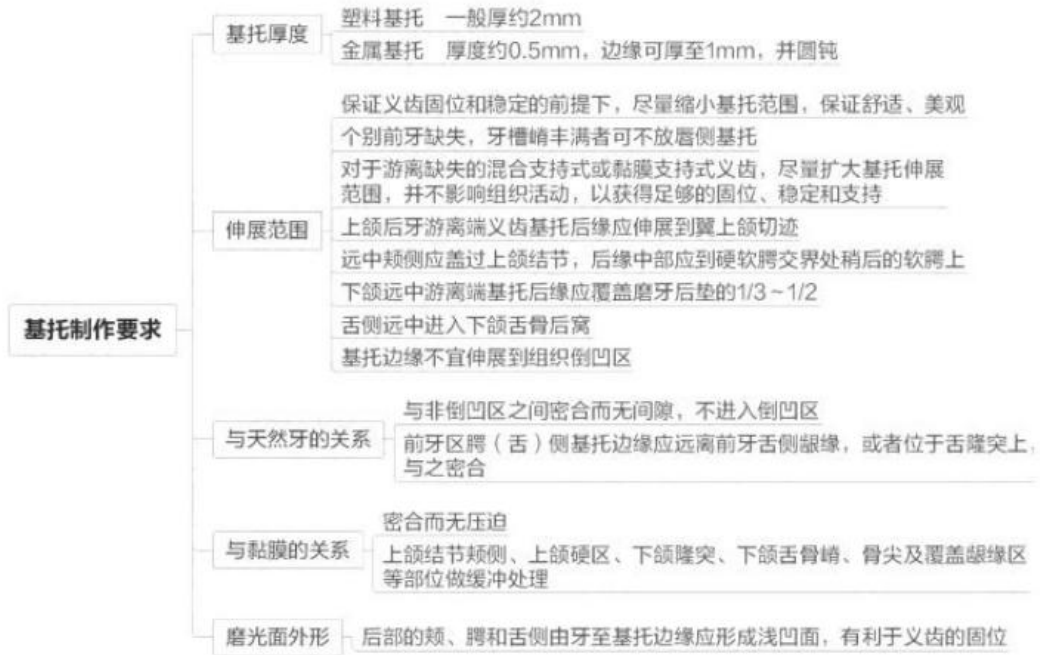 基托厚度
塑料基托 一般厚约2mm
金属基托 厚度约0.5mm，边缘可厚至1mm，并圆钝
保证义齿固位和稳定的前提下，尽量缩小基托范围，保证舒适、美观
个别前牙缺失，牙槽嵴丰满者可不放唇侧基托
对于游离缺失的混合支持式或黏膜支持式义齿，尽量扩大基托伸展
范围，并不影响组织活动，以获得足够的固位、稳定和支持
伸展范围
上颌后牙游离端义齿基托后缘应伸展到翼上颌切迹
远中颊侧应盖过上颌结节，后缘中部应到硬软腭交界处稍后的软腭上
下颌远中游离端基托后缘应覆盖磨牙后垫的1/3～1/2
舌侧远中进入下颌舌骨后窝
基托边缘不宜伸展到组织倒凹区
基托制作要求
与天然牙的关系
与非倒凹区之间密合而无间隙，不进入倒凹区
前牙区腭（舌）侧基托边缘应远离前牙舌侧龈缘，或者位于舌隆突上，
与之密合
与黏膜的关系
密合而无压迫
上颌结节颊侧、上颌硬区、下颌隆突、下颌舌骨嵴、骨尖及覆盖龈缘区
等部位做缓冲处理
磨光面外形
后部的颊、腭和舌侧由牙至基托边缘应形成浅凹面，有利于义齿的固位